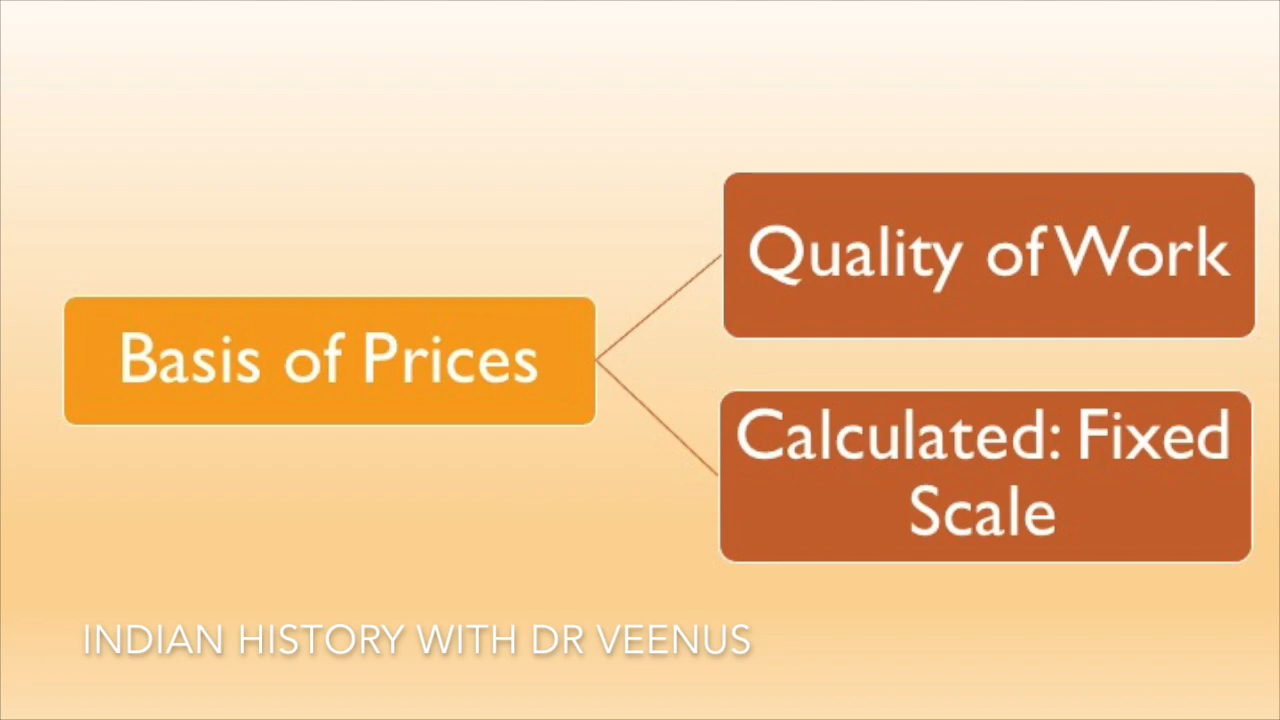 Basis of Prices
Quality of Work
Calculated: Fixed
Scale
INDIAN HISTORY WITH DR VEENUS